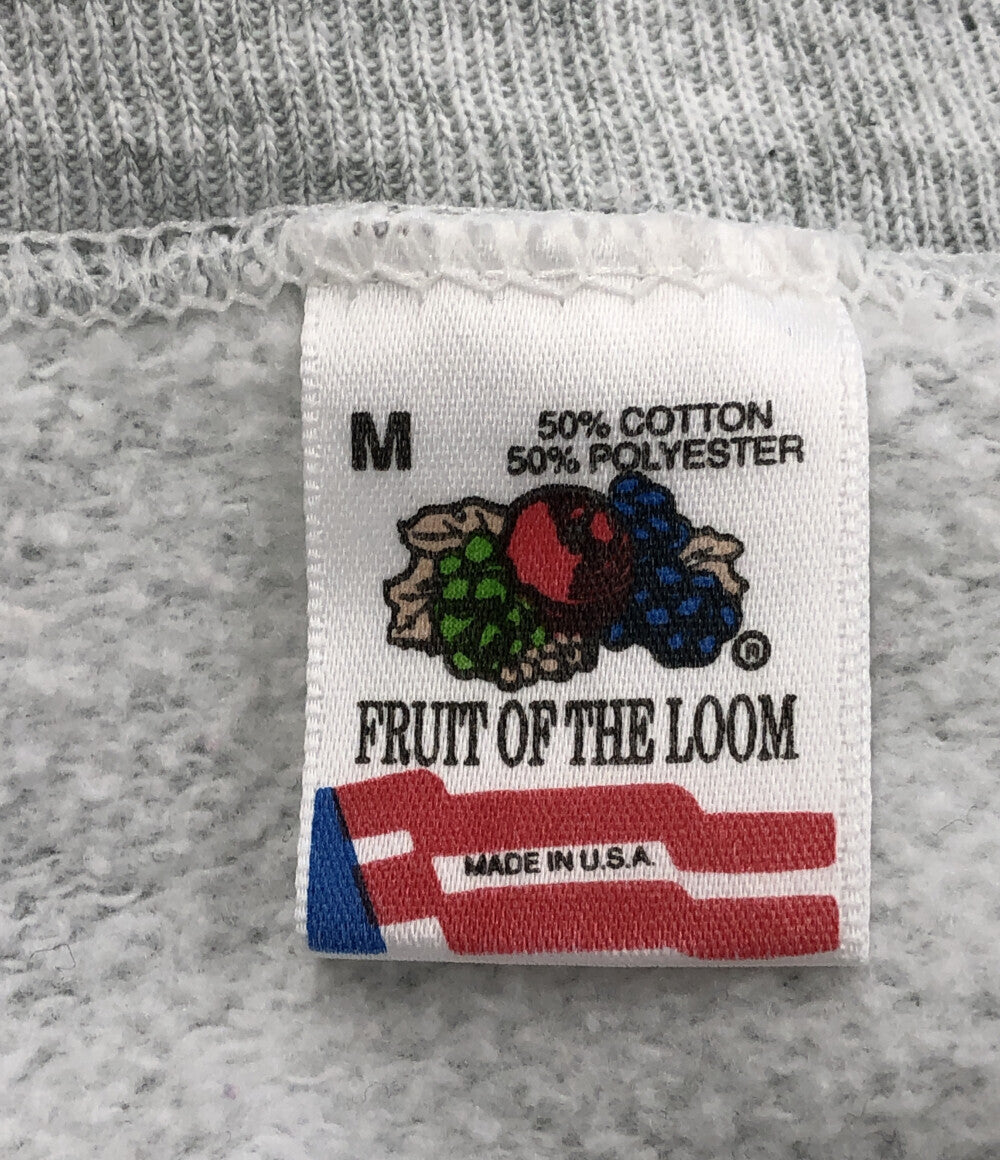 M
50% COTTON
50% POLYESTER
®
FRUIT OF THE LOOM
MADE IN U.S.A.